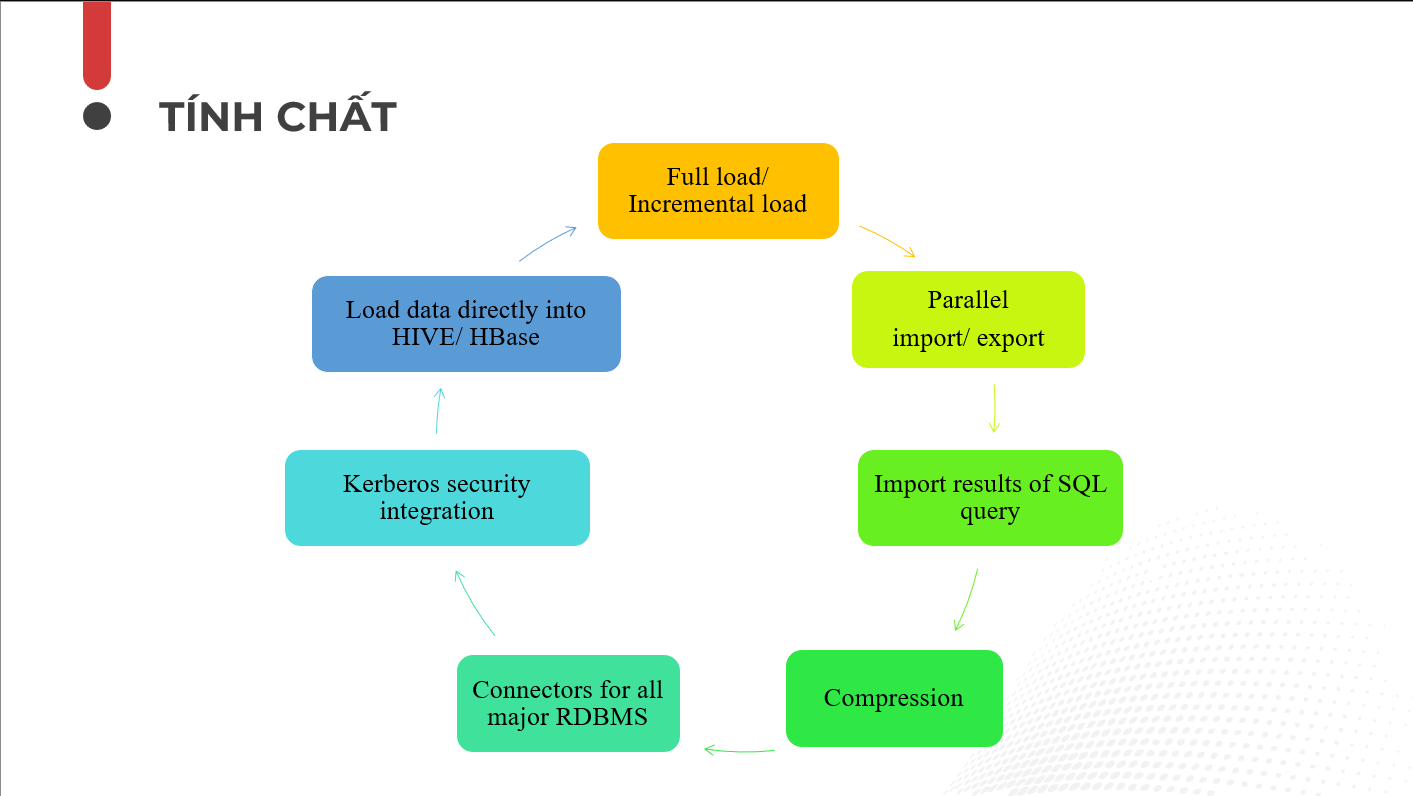 TÍNH CHẤT
Full load/
Incremental load
Parallel
import/ export
Import results of SQL
query
Compression
Connectors for all
major RDBMS
Kerberos security
integration
Load data directly into
HIVE/ HBase